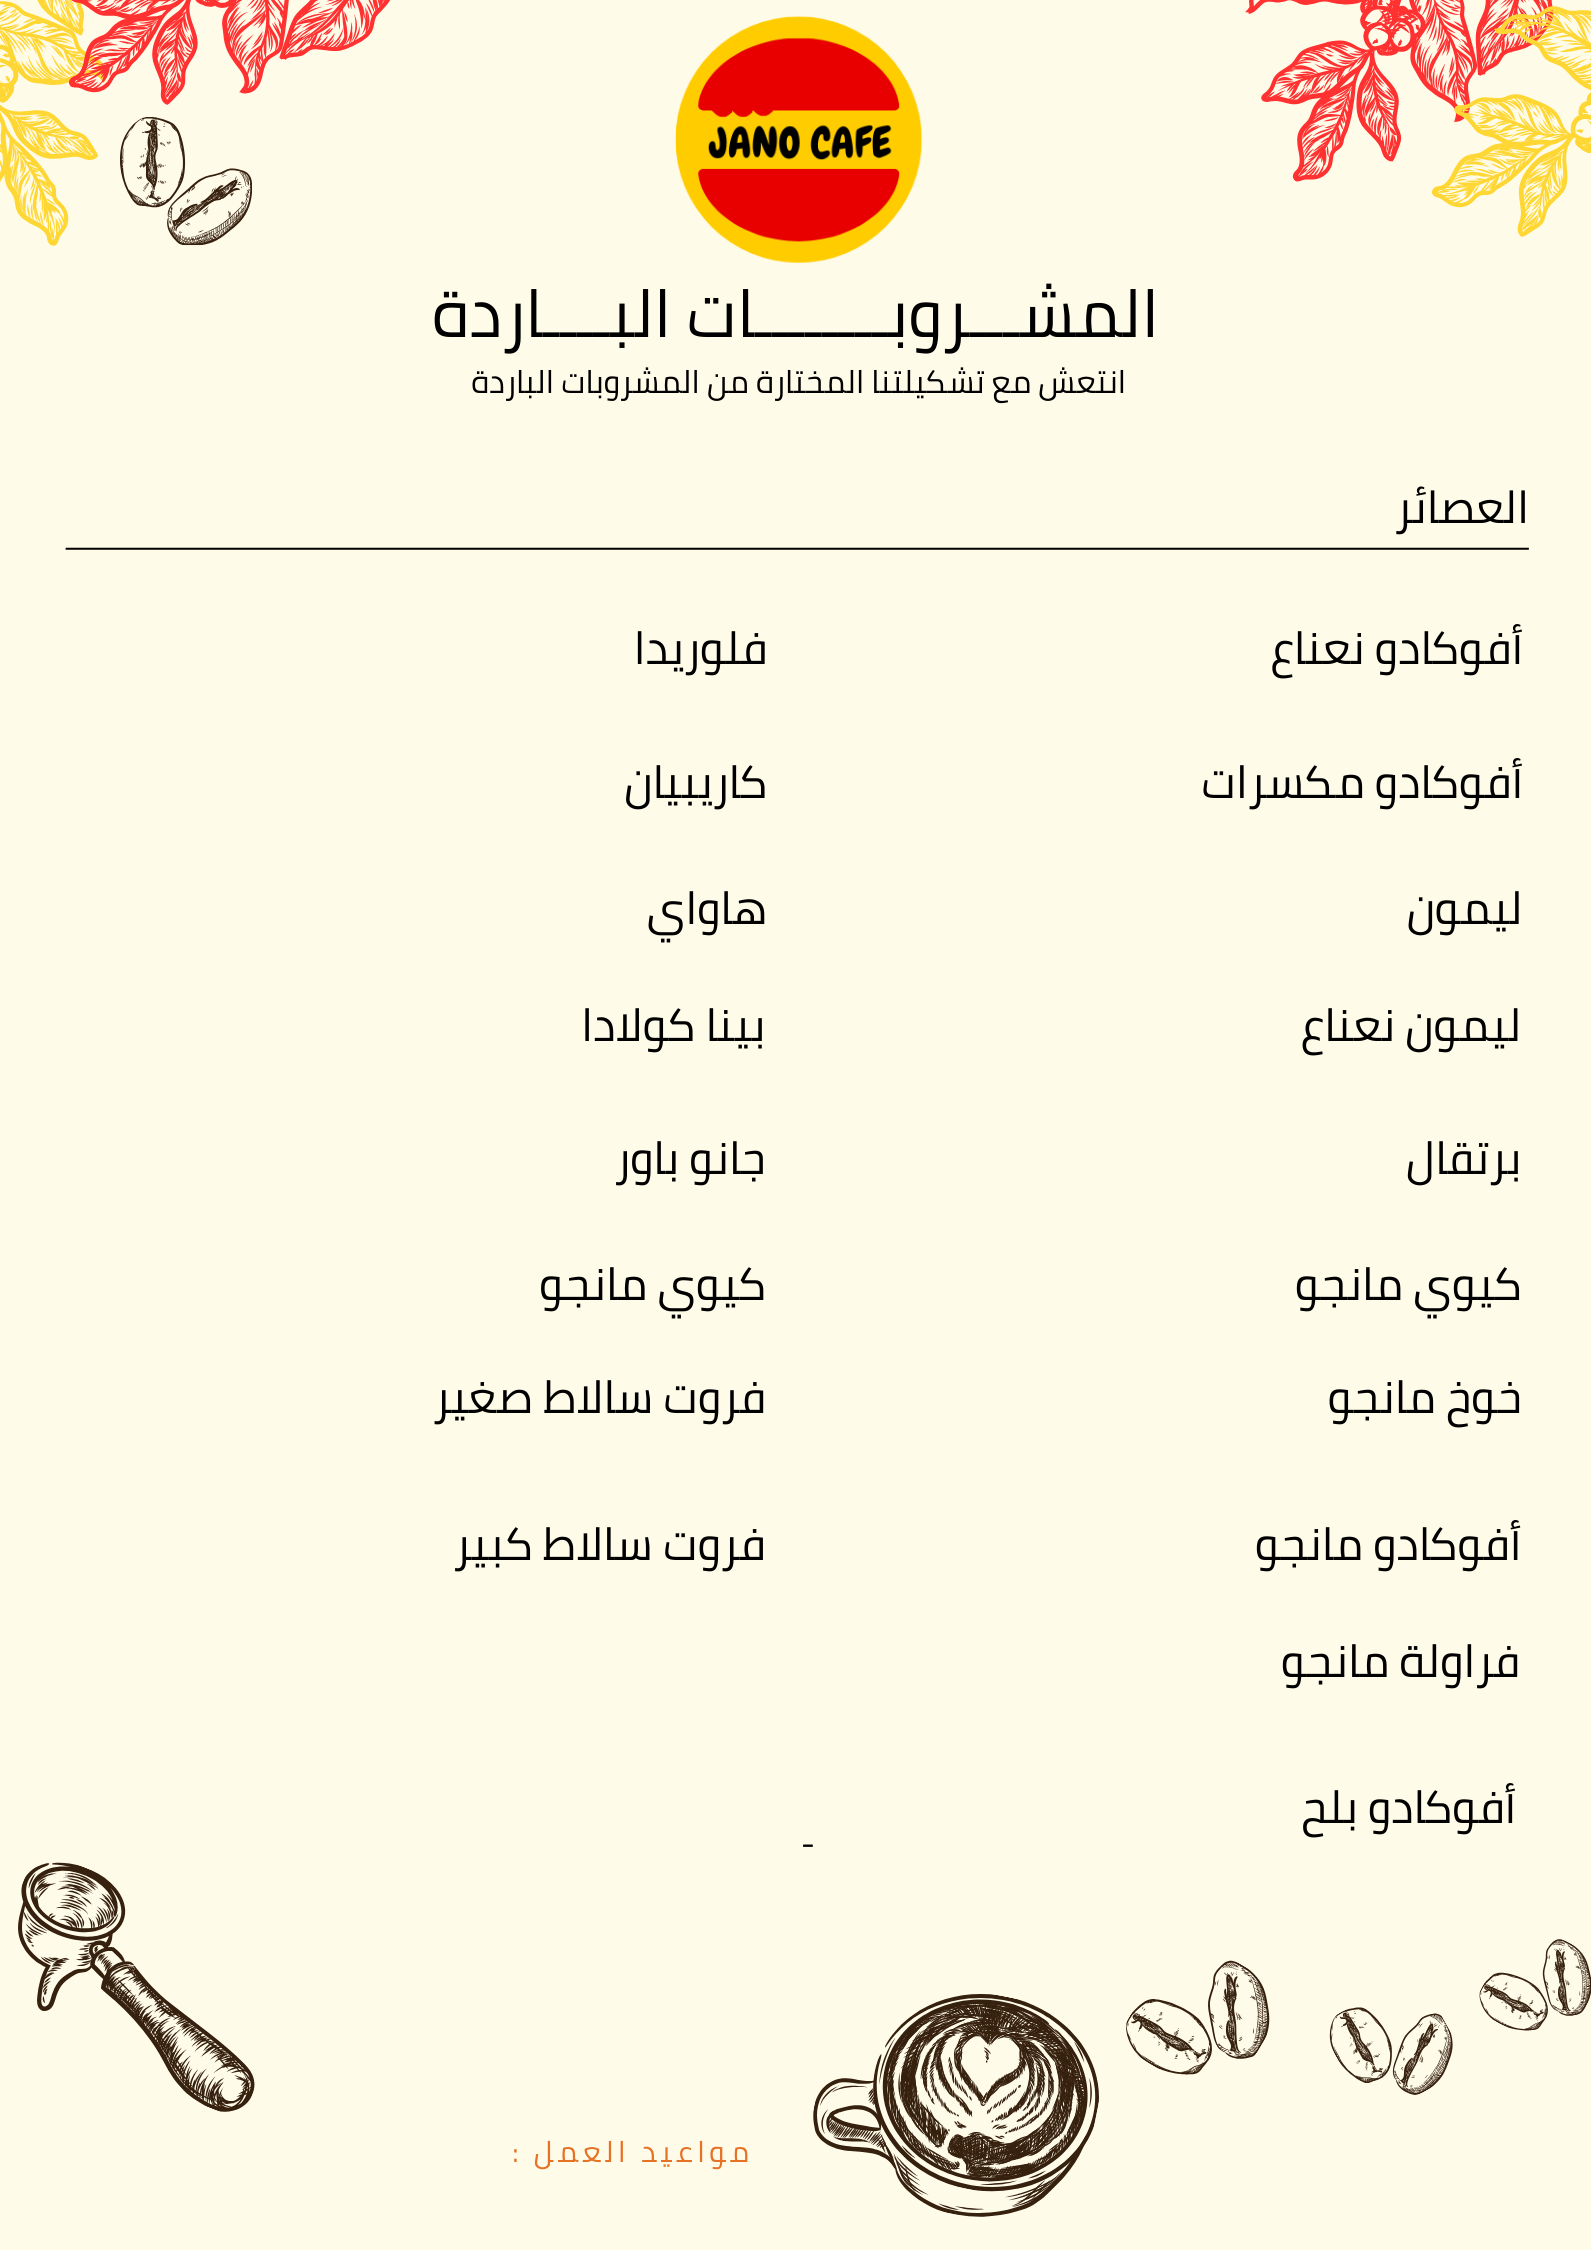 JANO CAFE
المشـــروبــــــــات البـــــاردة
انتعش مع تشكيلتنا المختارة من المشروبات الباردة
العصائر
أفوكادو نعناع
أفوكادو مكسرات
ليمون
ليمون نعناع
برتقال
كيوي مانجو
خوخ مانجو
أفوكادو مانجو
فراولة مانجو
أفوكادو بلح
فلوريدا
كاريبيان
هاواي
بينا كولادا
جانو باور
كيوي مانجو
فروت سالاط صغير
فروت سالاط كبير
-
مواعيد العمل :